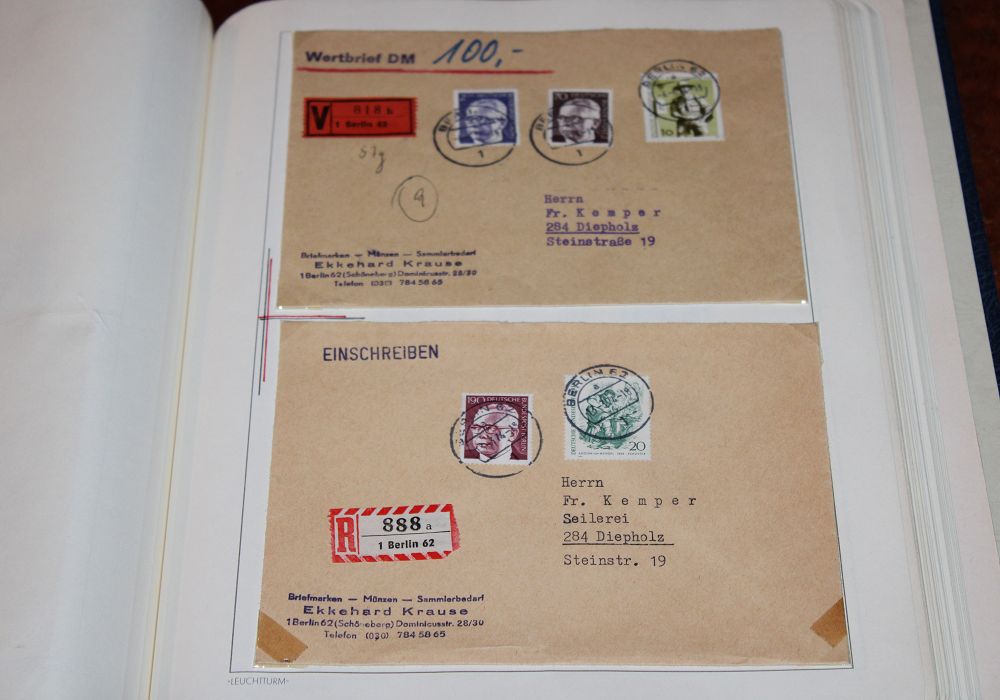 Wertbrief DM 100,-
V 818 b
1 Berlin 62
57g
9
BERLIN 62
50
Herrn
Fr. K e m p e r
284 Diepholz
Steinstraße 19
Briefmarken — Münzen — Sammlerbedarf
Ekkehard Krause
1 Berlin 62 (Schöneberg) Dominicusstr. 28/30
Telefon (030) 784 58 65
EINSCHREIBEN
190 DEUTSCHE
BUNDESPOST BERLIN
BERLIN 62
20
Herrn
Fr. K e m p e r
Seilerei
284 Diepholz
Steinstr. 19
R 888 a
1 Berlin 62
Briefmarken — Münzen — Sammlerbedarf
Ekkehard Krause
1 Berlin 62 (Schöneberg) Dominicusstr. 28/30
Telefon (030) 784 58 65
-LEUCHTTURM-